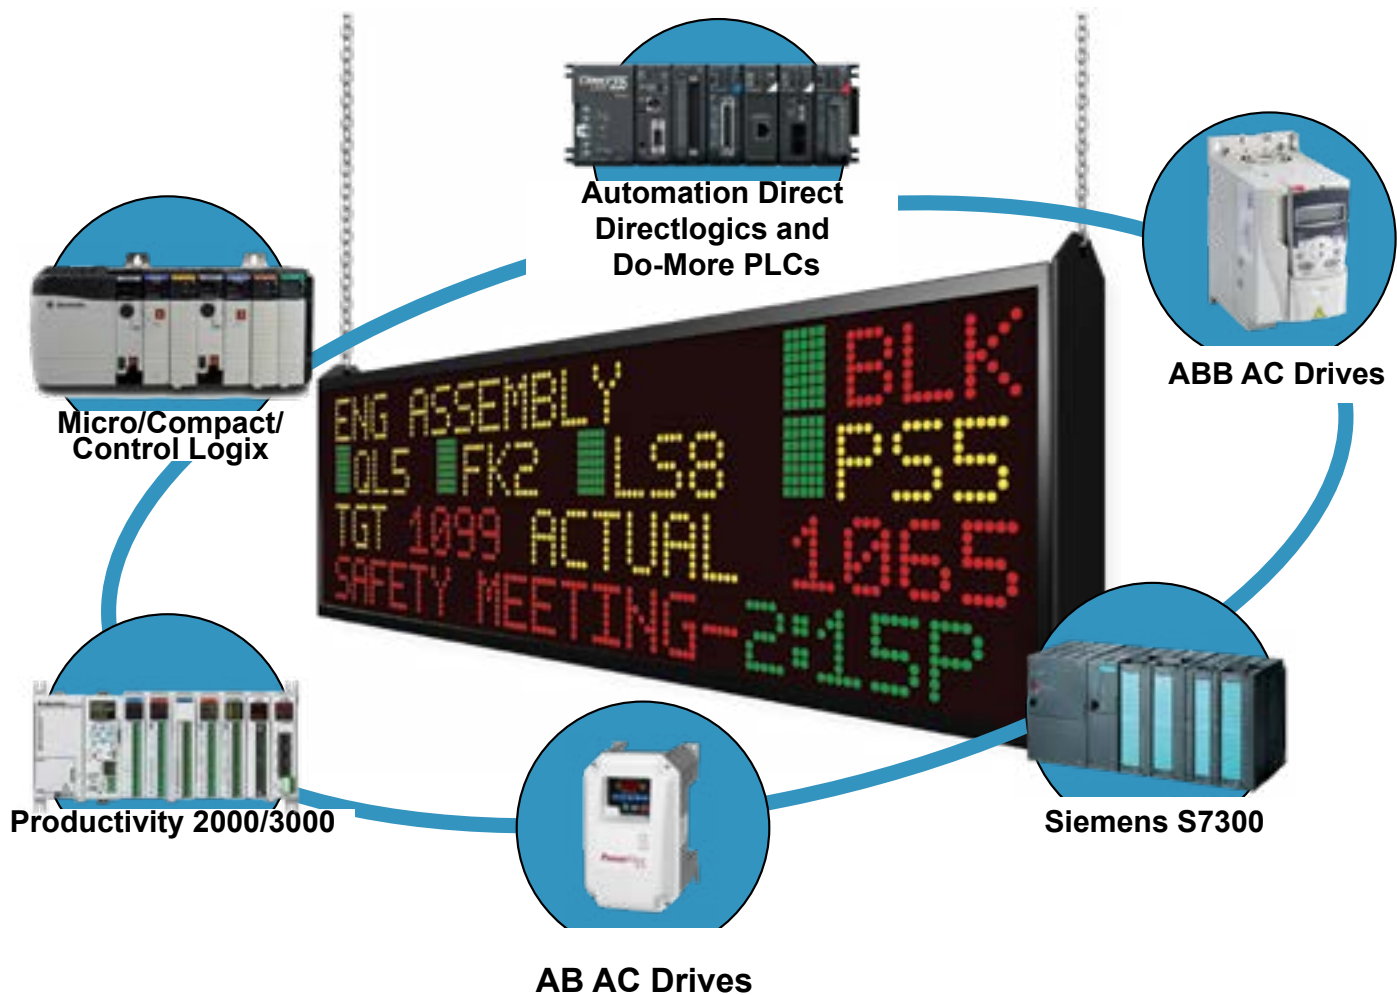 Automation Direct
Directlogics and
Do-More PLCs
ABB AC Drives
Micro/Compact/
Control Logix
ENG ASSEMBLY
BLK
QL5 FK2 LS8
PS5
TGT 1099 ACTUAL 1065
SAFETY MEETING-2:15P
Productivity 2000/3000
Siemens S7300
AB AC Drives